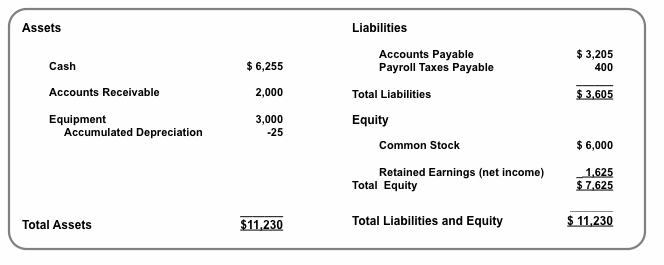 Assets
Cash $ 6,255
Accounts Receivable 2,000
Equipment 3,000
Accumulated Depreciation -25
Total Assets $11,230
Liabilities
Accounts Payable $ 3,205
Payroll Taxes Payable 400
Total Liabilities $ 3,605
Equity
Common Stock $ 6,000
Retained Earnings (net income) 1,625
Total Equity $ 7,625
Total Liabilities and Equity $ 11,230